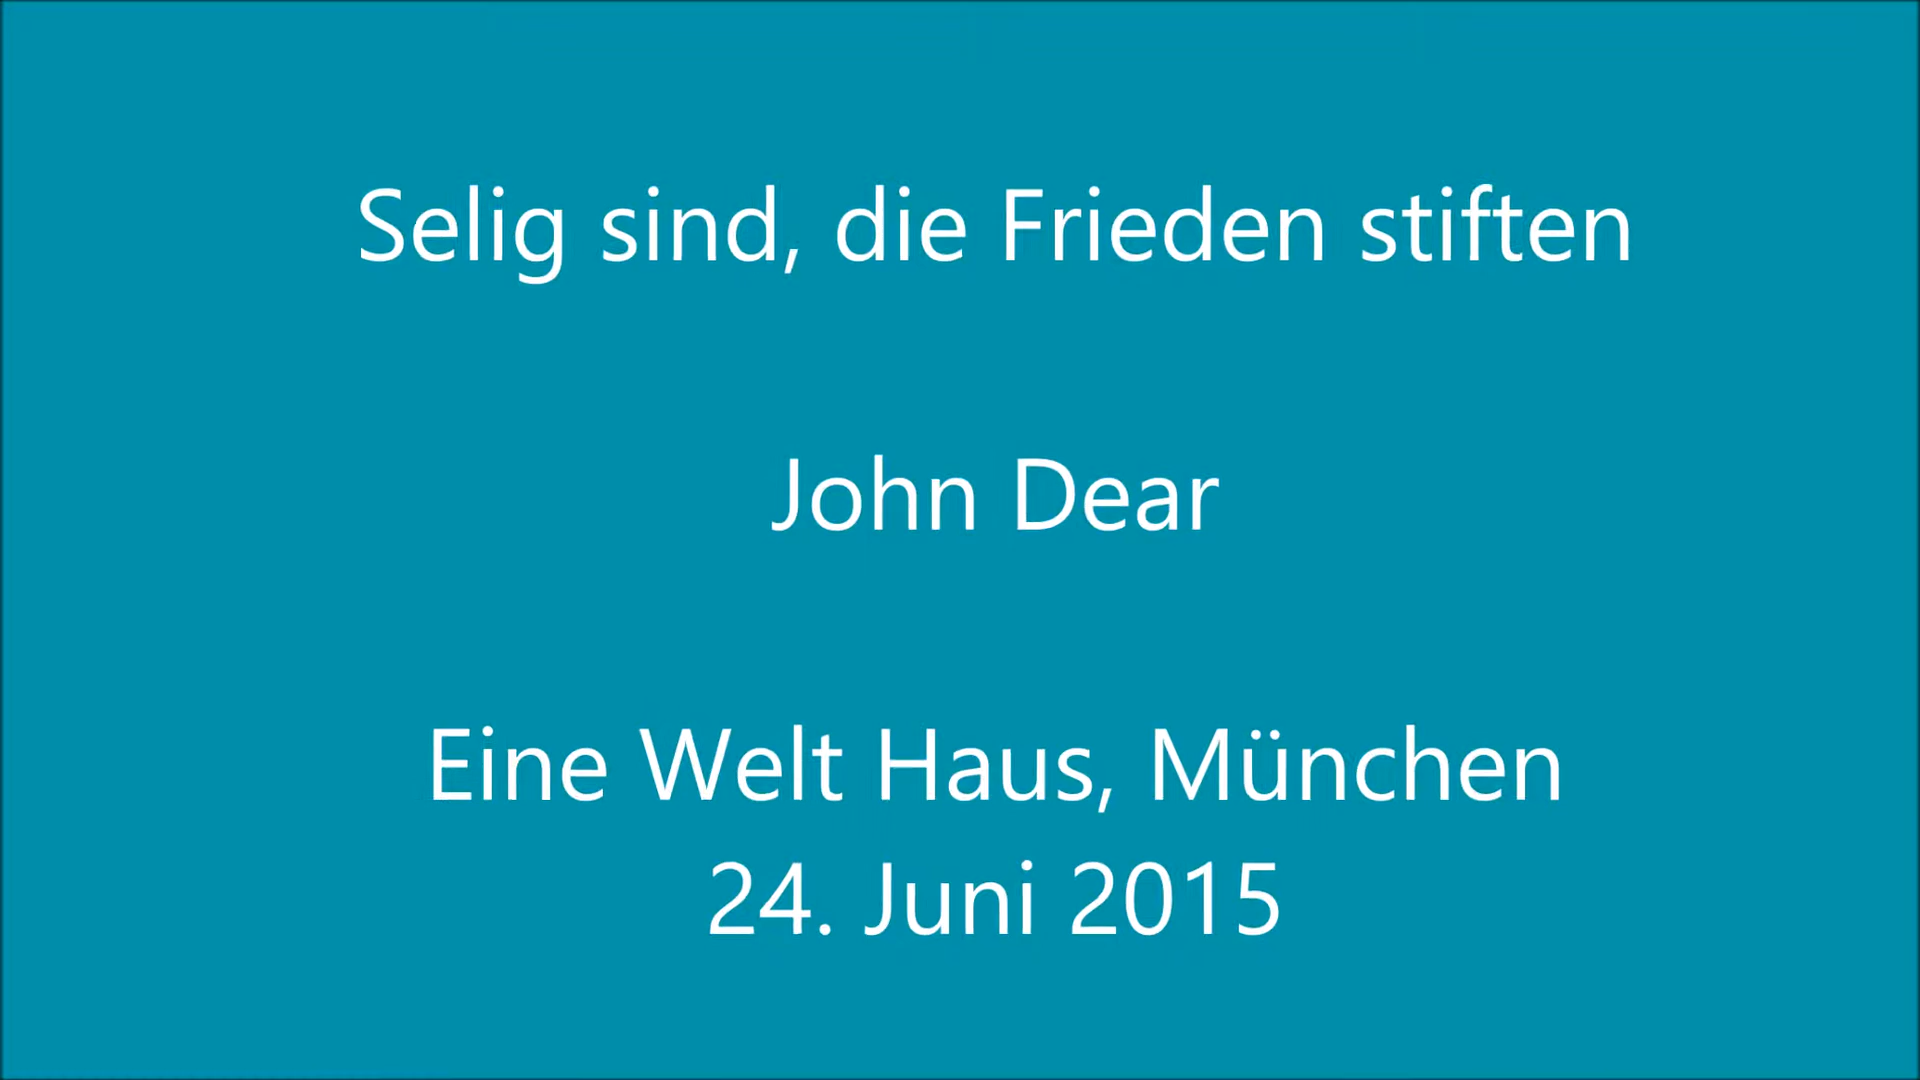 Selig sind, die Frieden stiften
John Dear
Eine Welt Haus, München
24. Juni 2015